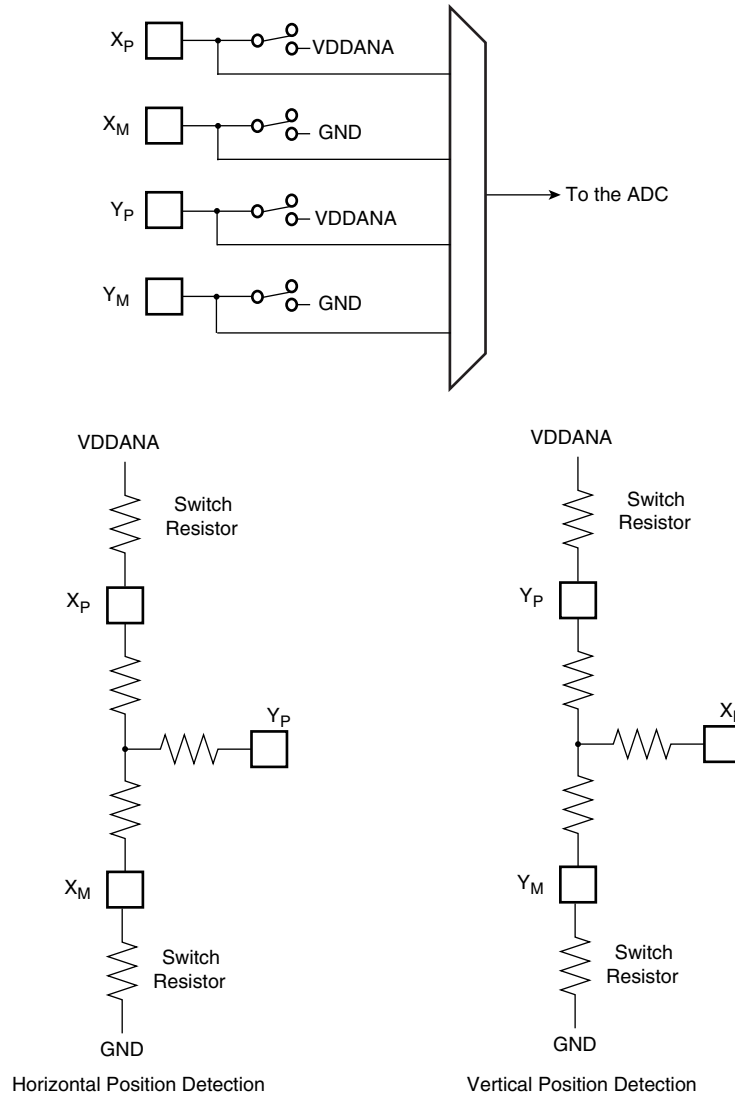 XP
VDDANA
XM
GND
To the ADC
YP
VDDANA
YM
GND
VDDANA
VDDANA
Switch
Resistor
Switch
Resistor
XP
YP
YP
XM
YM
Switch
Resistor
Switch
Resistor
GND
GND
Horizontal Position Detection
Vertical Position Detection